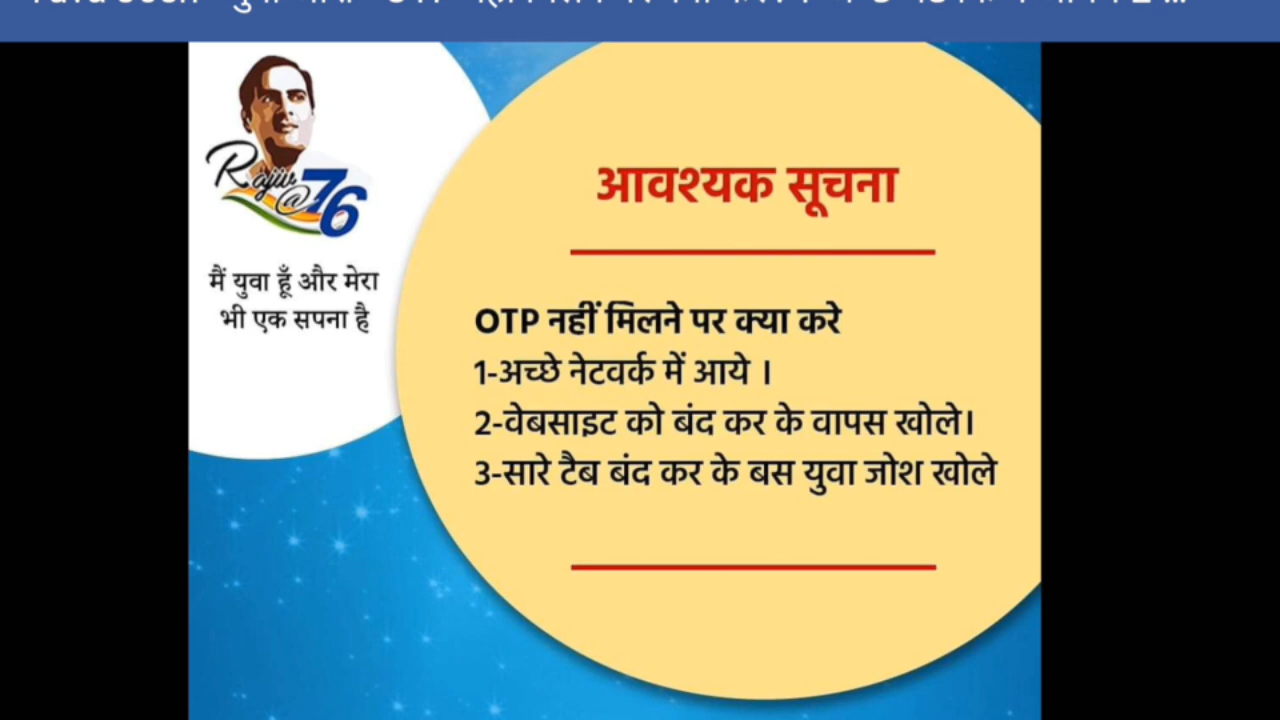 Rajiv
@76
मैं युवा हूँ और मेरा
भी एक सपना है
आवश्यक सूचना
OTP नहीं मिलने पर क्या करे
1-अच्छे नेटवर्क में आये ।
2-वेबसाइट को बंद कर के वापस खोले।
3-सारे टैब बंद कर के बस युवा जोश खोले